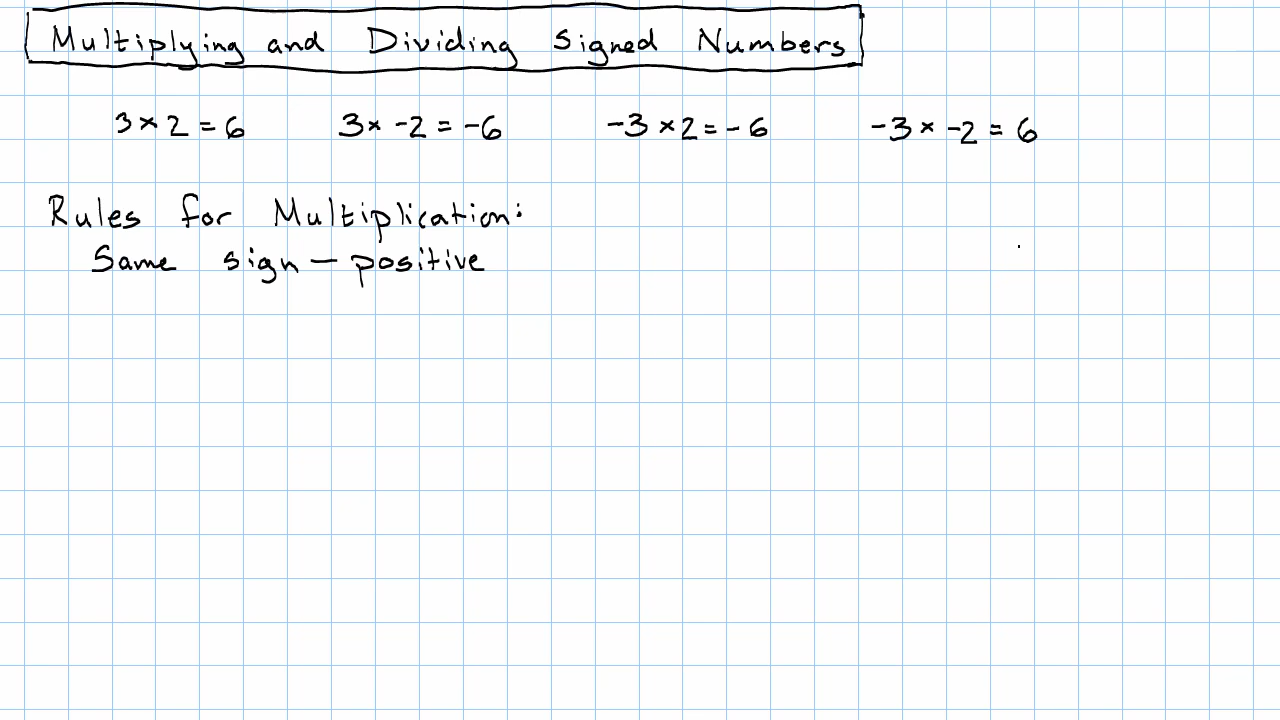 Multiplying and Dividing Signed Numbers
3 × 2 = 6 3 × -2 = -6 -3 × 2 = -6 -3 × -2 = 6
Rules for Multiplication:
Same sign — positive